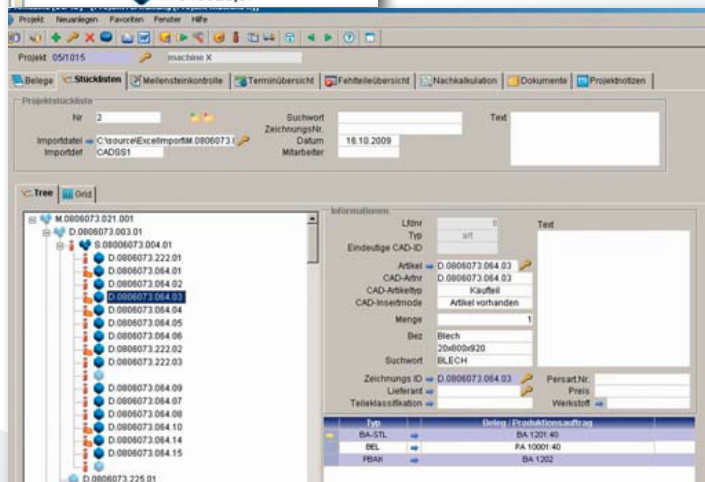 Projekt Neuanlegen Favoriten Fenster Hilfe
Projekt 05/1015 machine X
Belege Stücklisten Meilensteinkontrolle Terminübersicht Fehlteileübersicht Nachkalkulation Dokumente Projektnotizen
Projektstückliste
Nr 2 Suchwort Text
ZeichnungsNr.
Importdatei C:\source\ExcelImport\M.0806073. Datum 16.10.2009
Importdef CADSS1 Mitarbeiter
Tree Grid
M.0806073.021.001
D.0806073.003.01
S.08006073.004.01
D.0806073.222.01
D.0806073.064.01
D.0806073.064.02
D.0806073.064.03
D.0806073.064.04
D.0806073.064.05
D.0806073.064.06
D.0806073.222.02
D.0806073.222.03
D.0806073.064.09
D.0806073.064.07
D.0806073.064.08
D.0806073.064.10
D.0806073.064.14
D.0806073.064.15
D.0806073.225.01
Informationen
Lfdnr Text
Typ art
Eindeutige CAD-ID
Artikel D.0806073.064.03
CAD-Artnr D.0806073.064.03
CAD-Artikeltyp Kaufteil
CAD-Insertmode Artikel vorhanden
Menge 1
Bez Blech
20x800x920
Suchwort BLECH
Zeichnungs ID D.0806073.064.03 Persart.Nr.
Lieferant Preis
Teileklassifikation Werkstoff
Typ Beleg / Produktionsauftrag
BA-STL BA 1201:40
BEL PA 10001:40
PBAN BA 1202